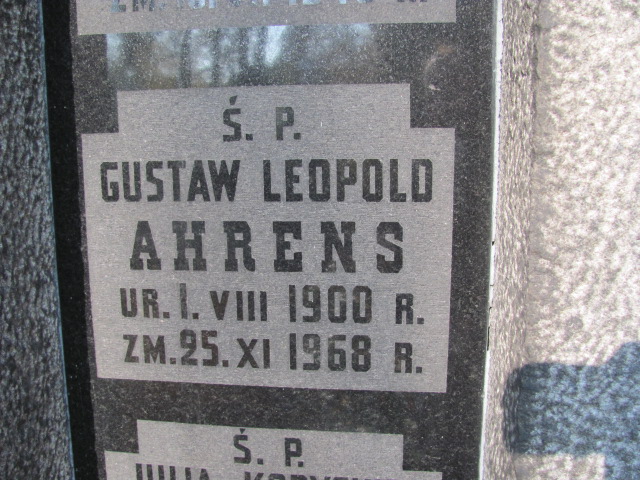 Ś. P.
GUSTAW LEOPOLD
AHRENS
UR. 1. VIII 1900 R.
ZM. 25. XI 1968 R.
Ś. P.